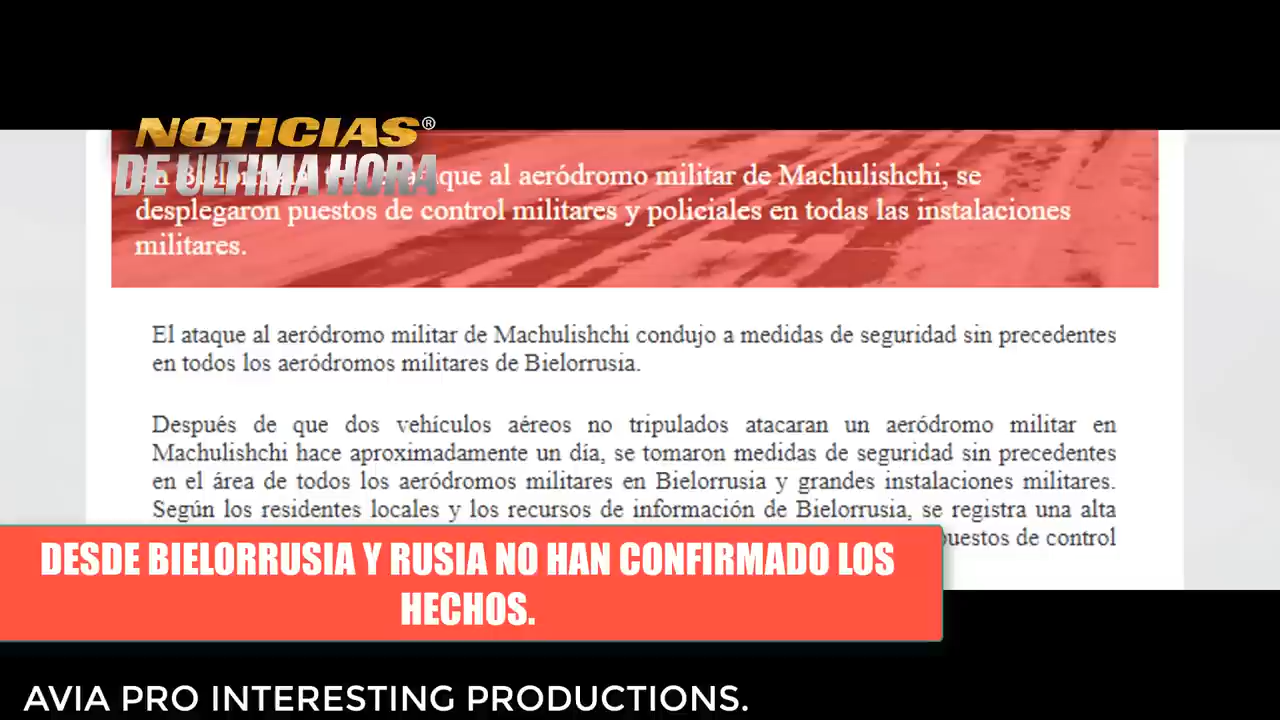 NOTICIAS®
DE ULTIMA HORA
que al aeródromo militar de Machulishchi, se
desplegaron puestos de control militares y policiales en todas las instalaciones
militares.
El ataque al aeródromo militar de Machulishchi condujo a medidas de seguridad sin precedentes
en todos los aeródromos militares de Bielorrusia.
Después de que dos vehículos aéreos no tripulados atacaran un aeródromo militar en
Machulishchi hace aproximadamente un día, se tomaron medidas de seguridad sin precedentes
en el área de todos los aeródromos militares en Bielorrusia y grandes instalaciones militares.
Según los residentes locales y los recursos de información de Bielorrusia, se registra una alta
puestos de control
DESDE BIELORRUSIA Y RUSIA NO HAN CONFIRMADO LOS
HECHOS.
AVIA PRO INTERESTING PRODUCTIONS.